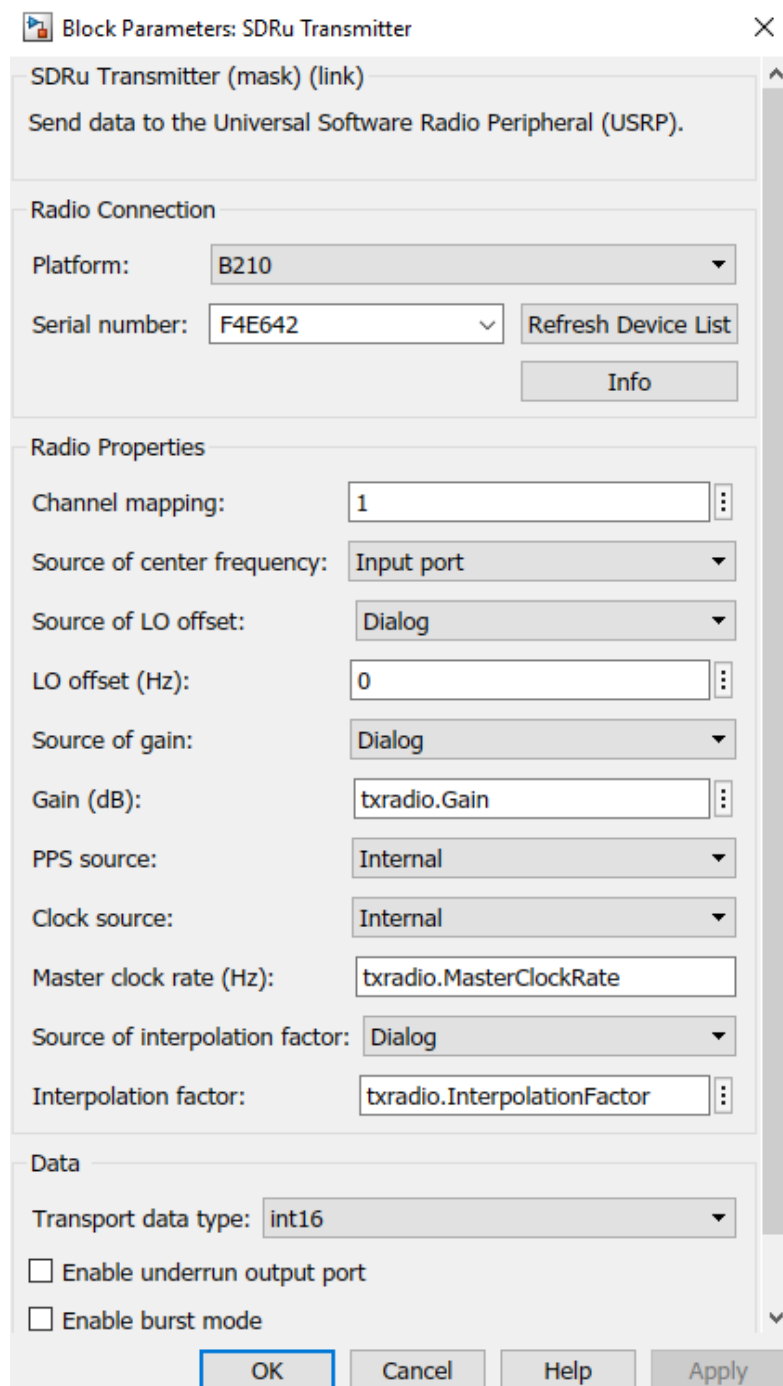 Block Parameters: SDRu Transmitter
SDRu Transmitter (mask) (link)
Send data to the Universal Software Radio Peripheral (USRP).
Radio Connection
Platform: B210
Serial number: F4E642 Refresh Device List
Info
Radio Properties
Channel mapping: 1
Source of center frequency: Input port
Source of LO offset: Dialog
LO offset (Hz): 0
Source of gain: Dialog
Gain (dB): txradio.Gain
PPS source: Internal
Clock source: Internal
Master clock rate (Hz): txradio.MasterClockRate
Source of interpolation factor: Dialog
Interpolation factor: txradio.InterpolationFactor
Data
Transport data type: int16
Enable underrun output port
Enable burst mode
OK Cancel Help Apply